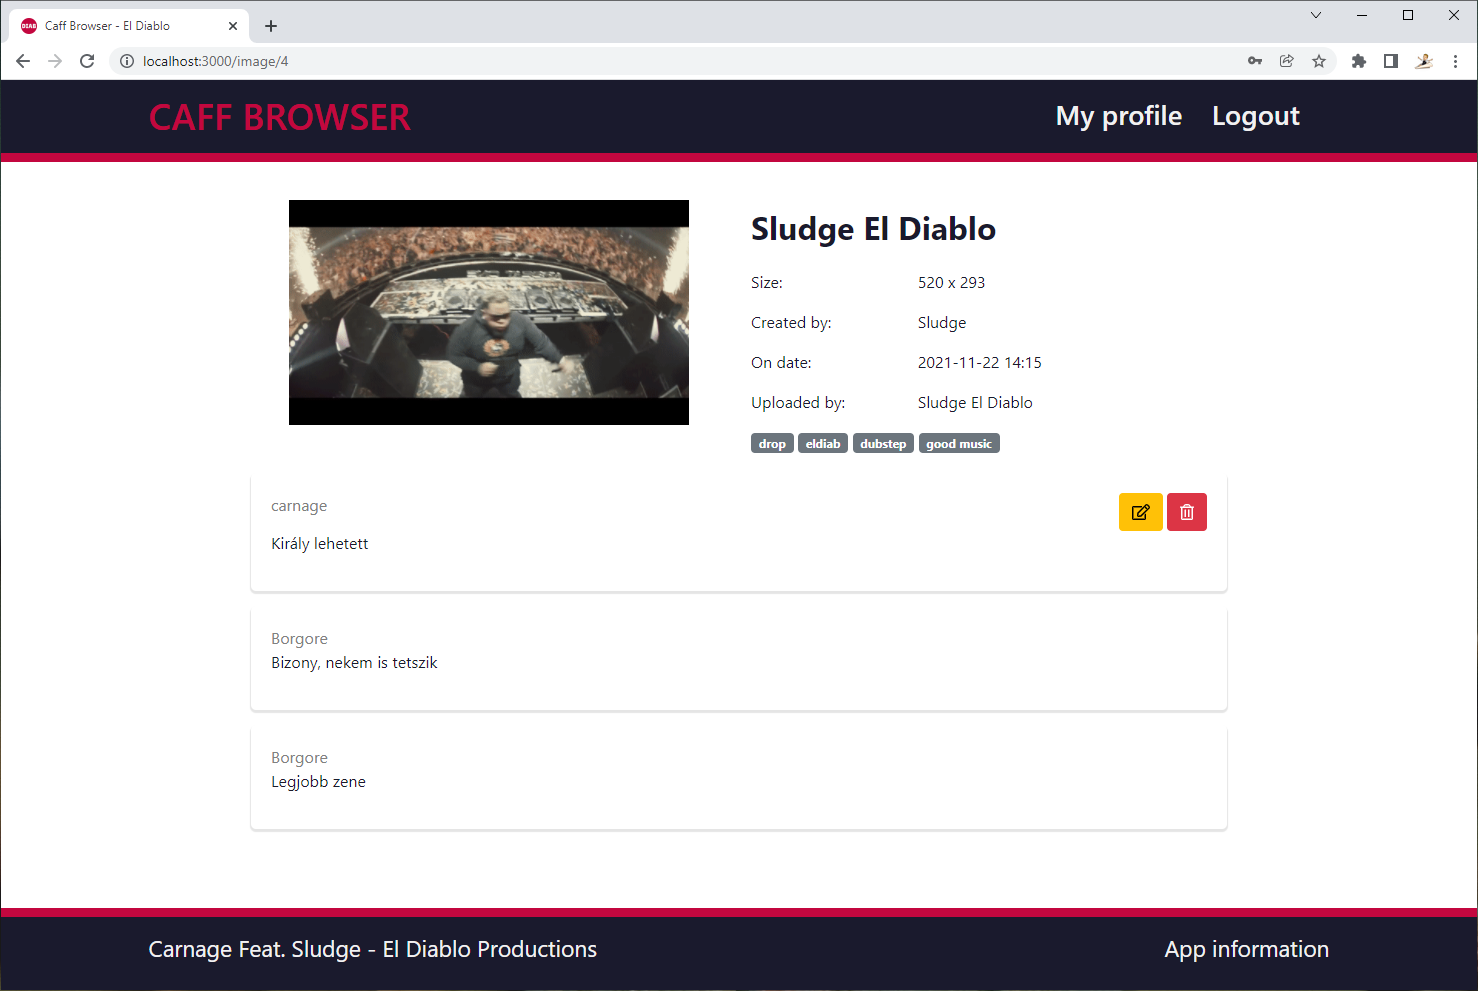 DIAB Caff Browser - El Diablo
localhost:3000/image/4
CAFF BROWSER My profile Logout
Sludge El Diablo
Size: 520 x 293
Created by: Sludge
On date: 2021-11-22 14:15
Uploaded by: Sludge El Diablo
drop eldiab dubstep good music
carnage
Király lehetett
Borgore
Bizony, nekem is tetszik
Borgore
Legjobb zene
Carnage Feat. Sludge - El Diablo Productions App information